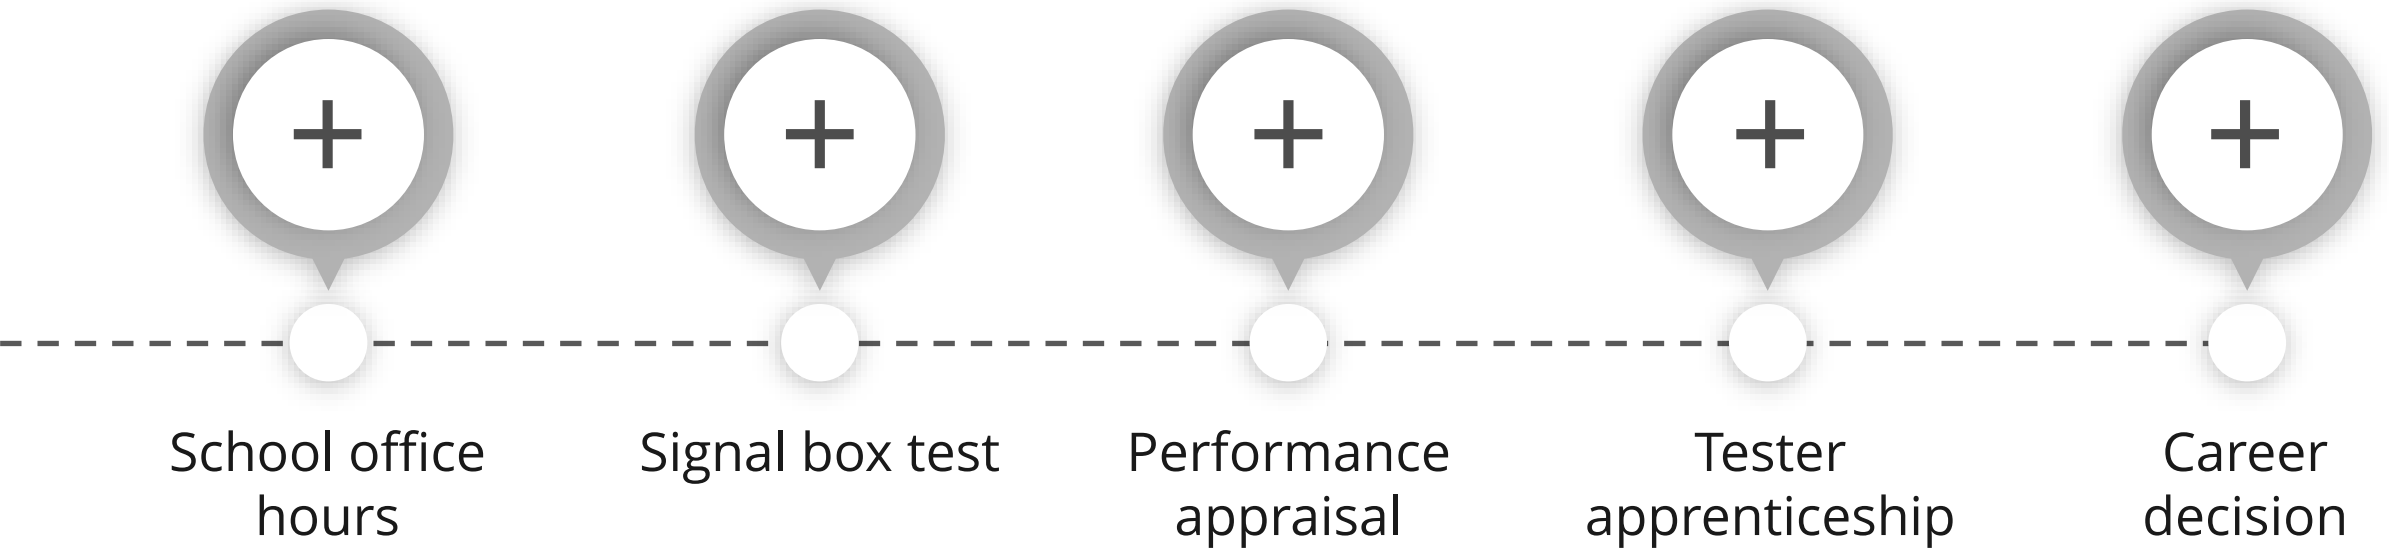 School office
hours
Signal box test
Performance
appraisal
Tester
apprenticeship
Career
decision